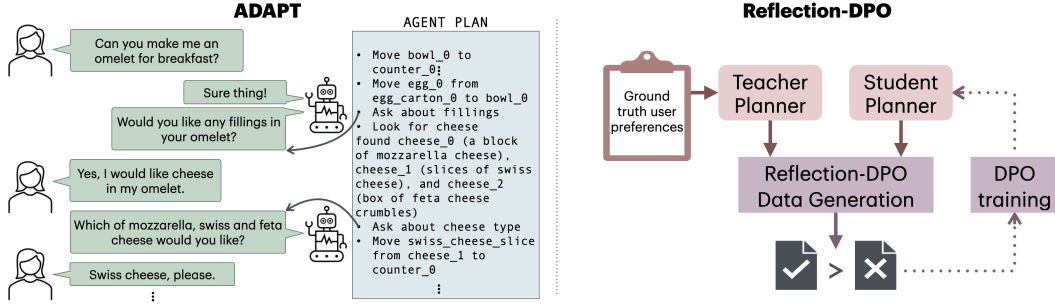 ADAPT
Can you make me an
omelet for breakfast?
Sure thing!
Would you like any fillings in
your omelet?
Yes, I would like cheese
in my omelet.
Which of mozzarella, swiss and feta
cheese would you like?
Swiss cheese, please.
⋮
AGENT PLAN
• Move bowl_0 to
counter_0⋮
• Move egg_0 from
egg_carton_0 to bowl_0
• Ask about fillings
• Look for cheese
found cheese_0 (a block
of mozzarella cheese),
cheese_1 (slices of swiss
cheese), and cheese_2
(box of feta cheese
crumbles)
• Ask about cheese type
• Move swiss_cheese_slice
from cheese_1 to
counter_0
⋮
Reflection-DPO
Ground
truth user
preferences
Teacher
Planner
Student
Planner
Reflection-DPO
Data Generation
DPO
training
>